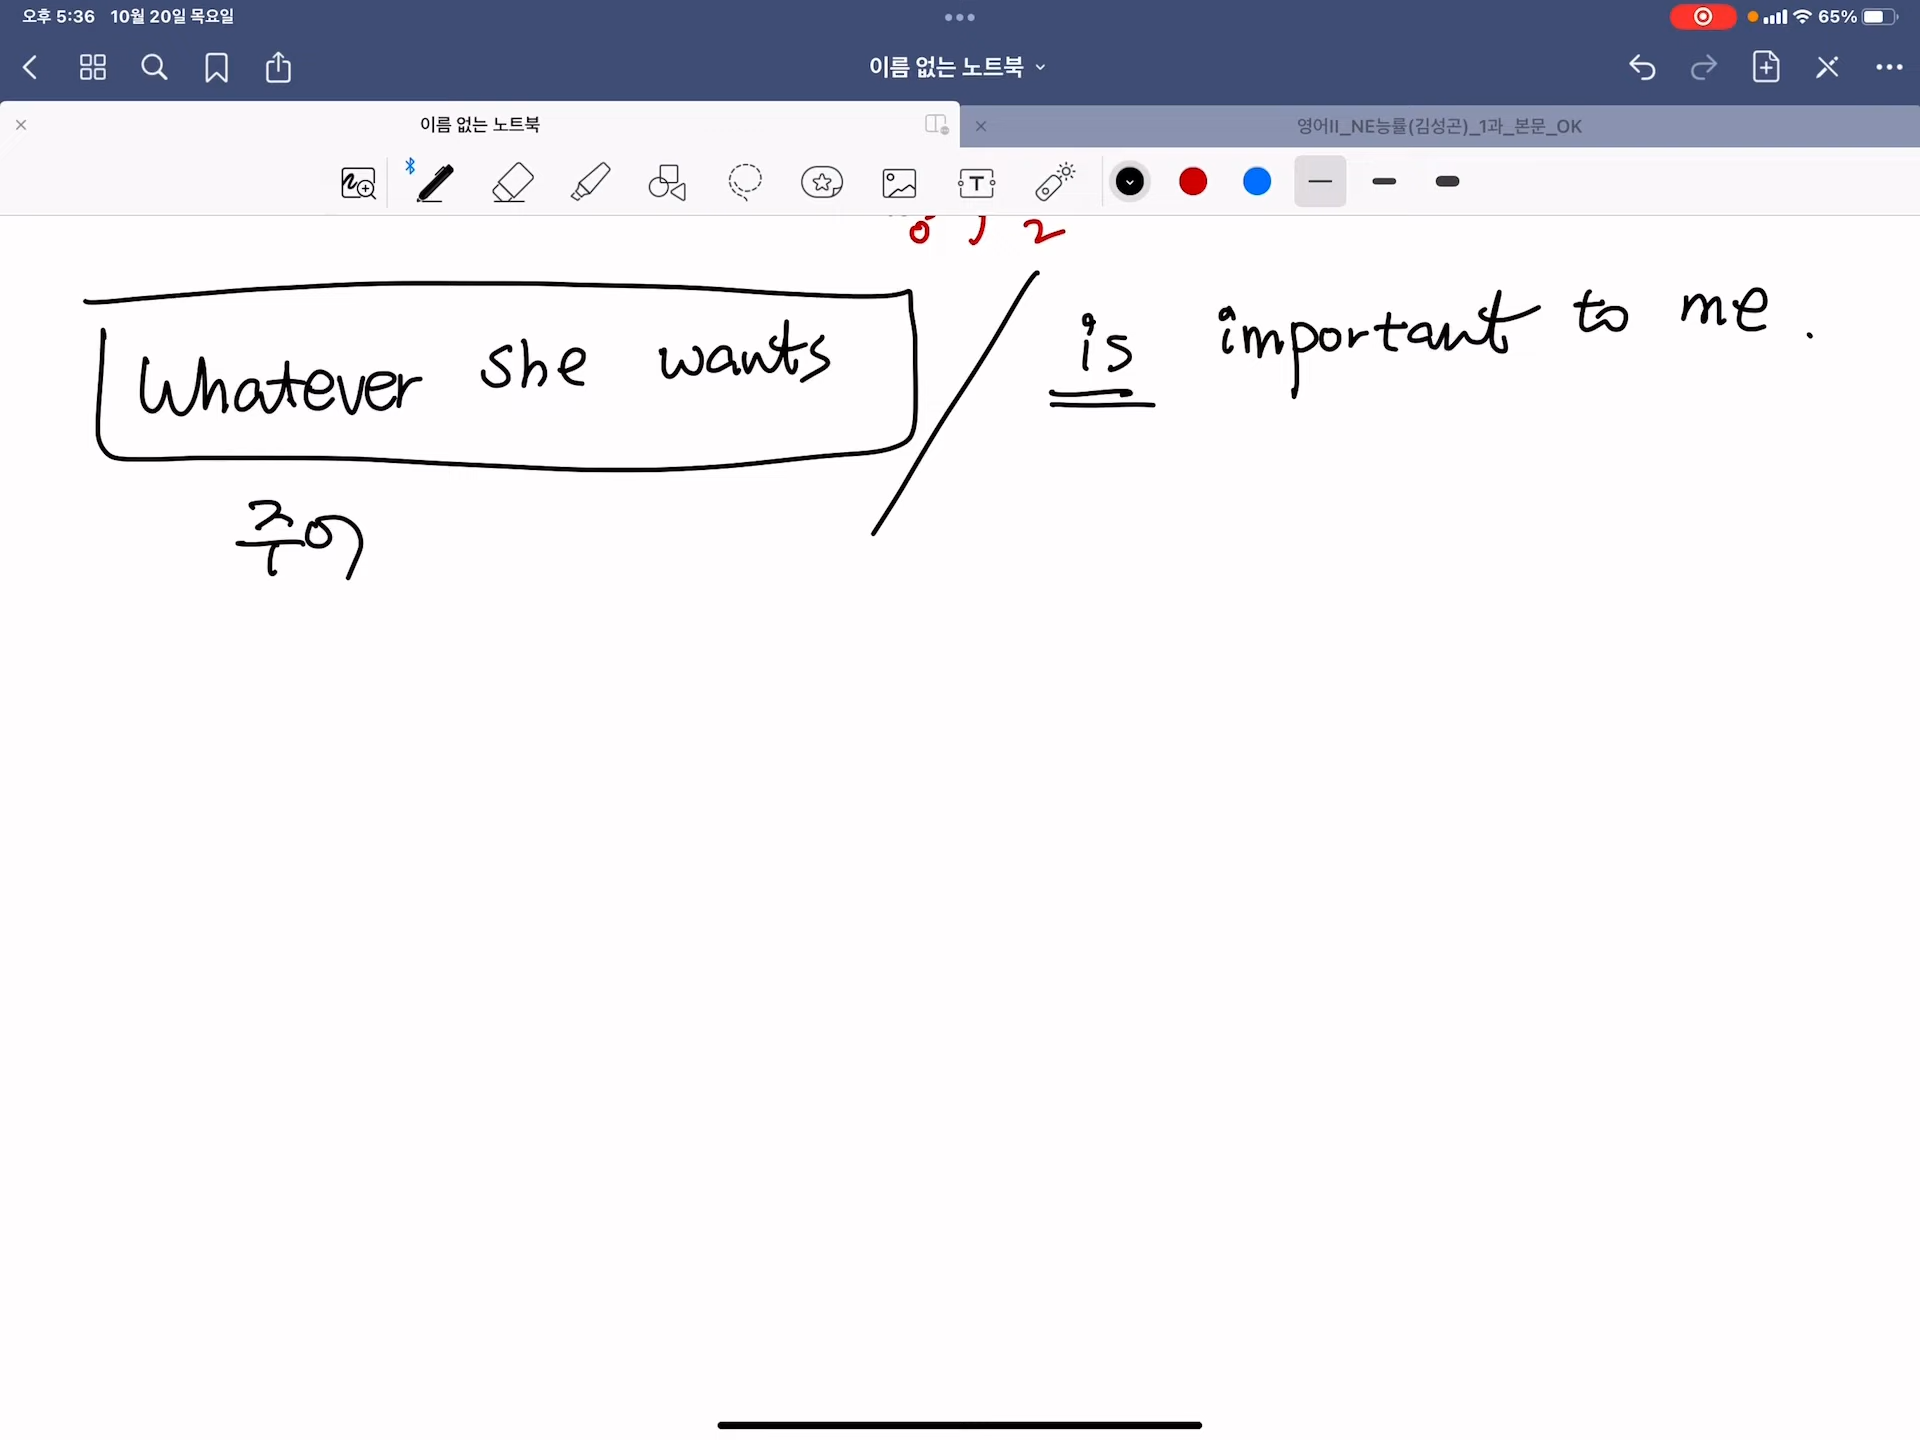 오후 5:36 10월 20일 목요일
65%
이름 없는 노트북
이름 없는 노트북
영어II_NE능률(김성곤)_1과_본문_OK
T
, 2
Whatever she wants / is important to me.
주어